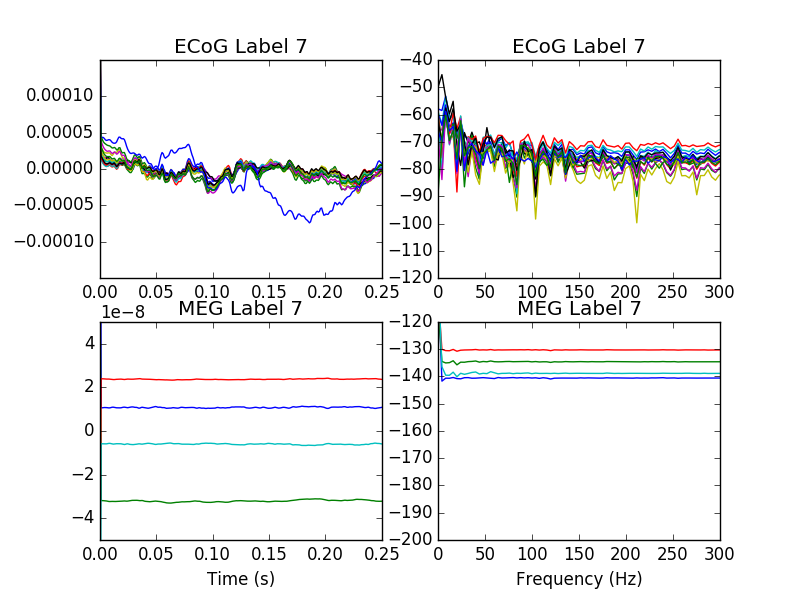 ECoG Label 7
ECoG Label 7
0.00010
0.00005
0.00000
−0.00005
−0.00010
0.00 0.05 0.10 0.15 0.20 0.25
−40
−50
−60
−70
−80
−90
−100
−110
−120
0 50 100 150 200 250 300
1e−8
MEG Label 7
MEG Label 7
4
2
0
−2
−4
0.00 0.05 0.10 0.15 0.20 0.25
Time (s)
−120
−130
−140
−150
−160
−170
−180
−190
−200
0 50 100 150 200 250 300
Frequency (Hz)